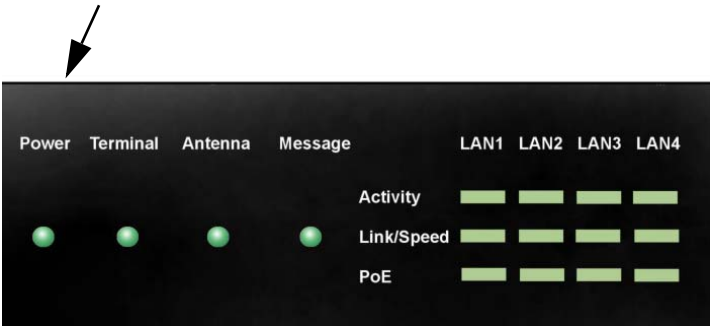 Power Terminal Antenna Message LAN1 LAN2 LAN3 LAN4
Activity
Link/Speed
PoE